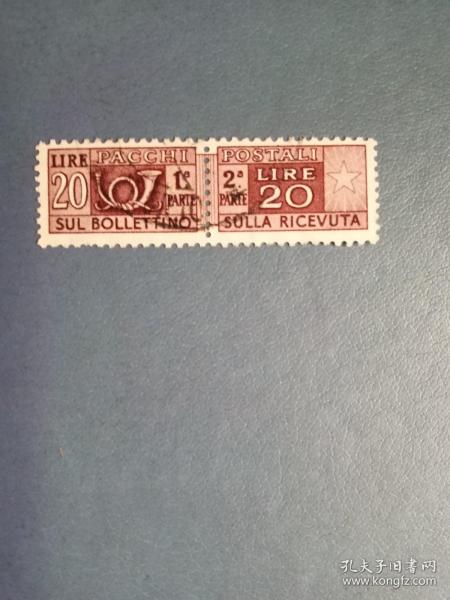 LIRE PACCHI POSTALI
20 1ª PARTE 2ª PARTE LIRE 20
SUL BOLLETTINO SULLA RICEVUTA
孔夫子旧书网
www.kongfz.com